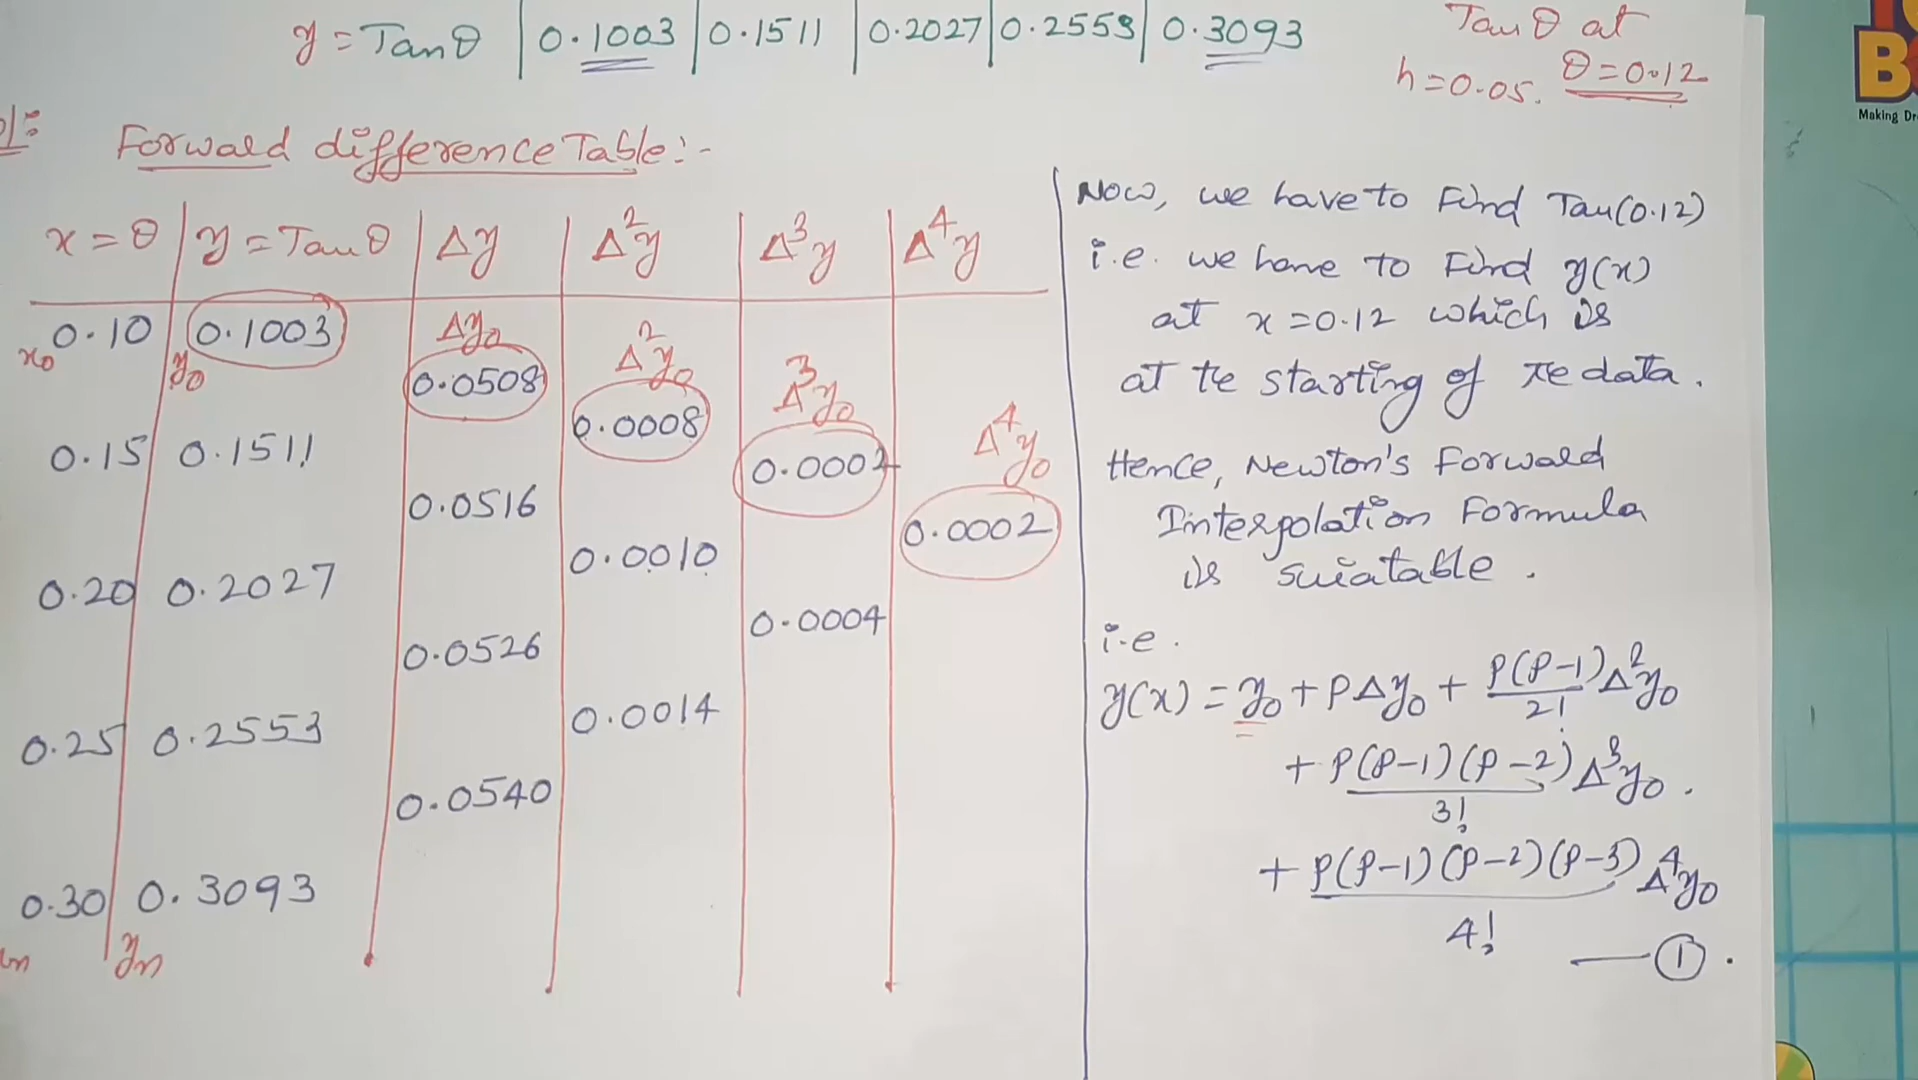 y = Tanθ | 0.1003 | 0.1511 | 0.2027 | 0.2553 | 0.3093
Tanθ at
h=0.05. θ=0.12
B
Making
Forward difference Table:-
x=θ | y=Tanθ | Δy | Δ²y | Δ³y | Δ⁴y
x₀ 0.10 y₀ 0.1003
Δy₀
0.0508
Δ²y₀
0.0008
0.15 0.1511
Δ³y₀
0.0002
0.0516
Δ⁴y₀
0.0002
0.0010
0.20 0.2027
0.0004
0.0526
0.0014
0.25 0.2553
0.0540
0.30 0.3093
yn
Now, we have to Find Tan(0.12)
i.e. we have to Find y(x)
at x=0.12 which is
at te starting of te data.
Hence, Newton's Forward
Interpolation Formula
is suiatable.
i.e.
y(x) = y₀ + PΔy₀ + P(P-1)/2! Δ²y₀
+ P(P-1)(P-2)/3! Δ³y₀.
+ P(P-1)(P-2)(P-3)/4! Δ⁴y₀
— ①.